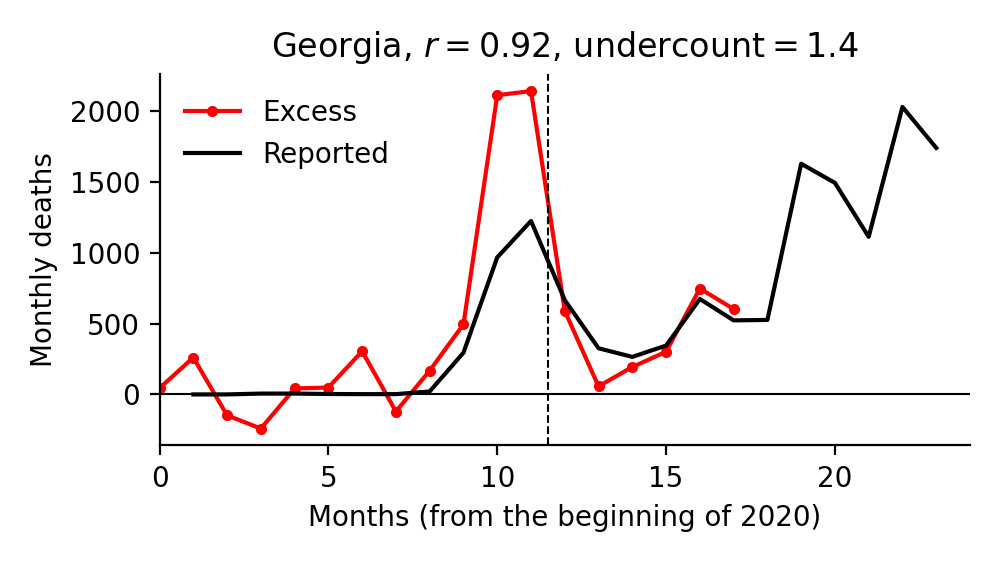 Georgia, r = 0.92, undercount = 1.4
Excess
Reported
Monthly deaths
2000
1500
1000
500
0
0 5 10 15 20
Months (from the beginning of 2020)